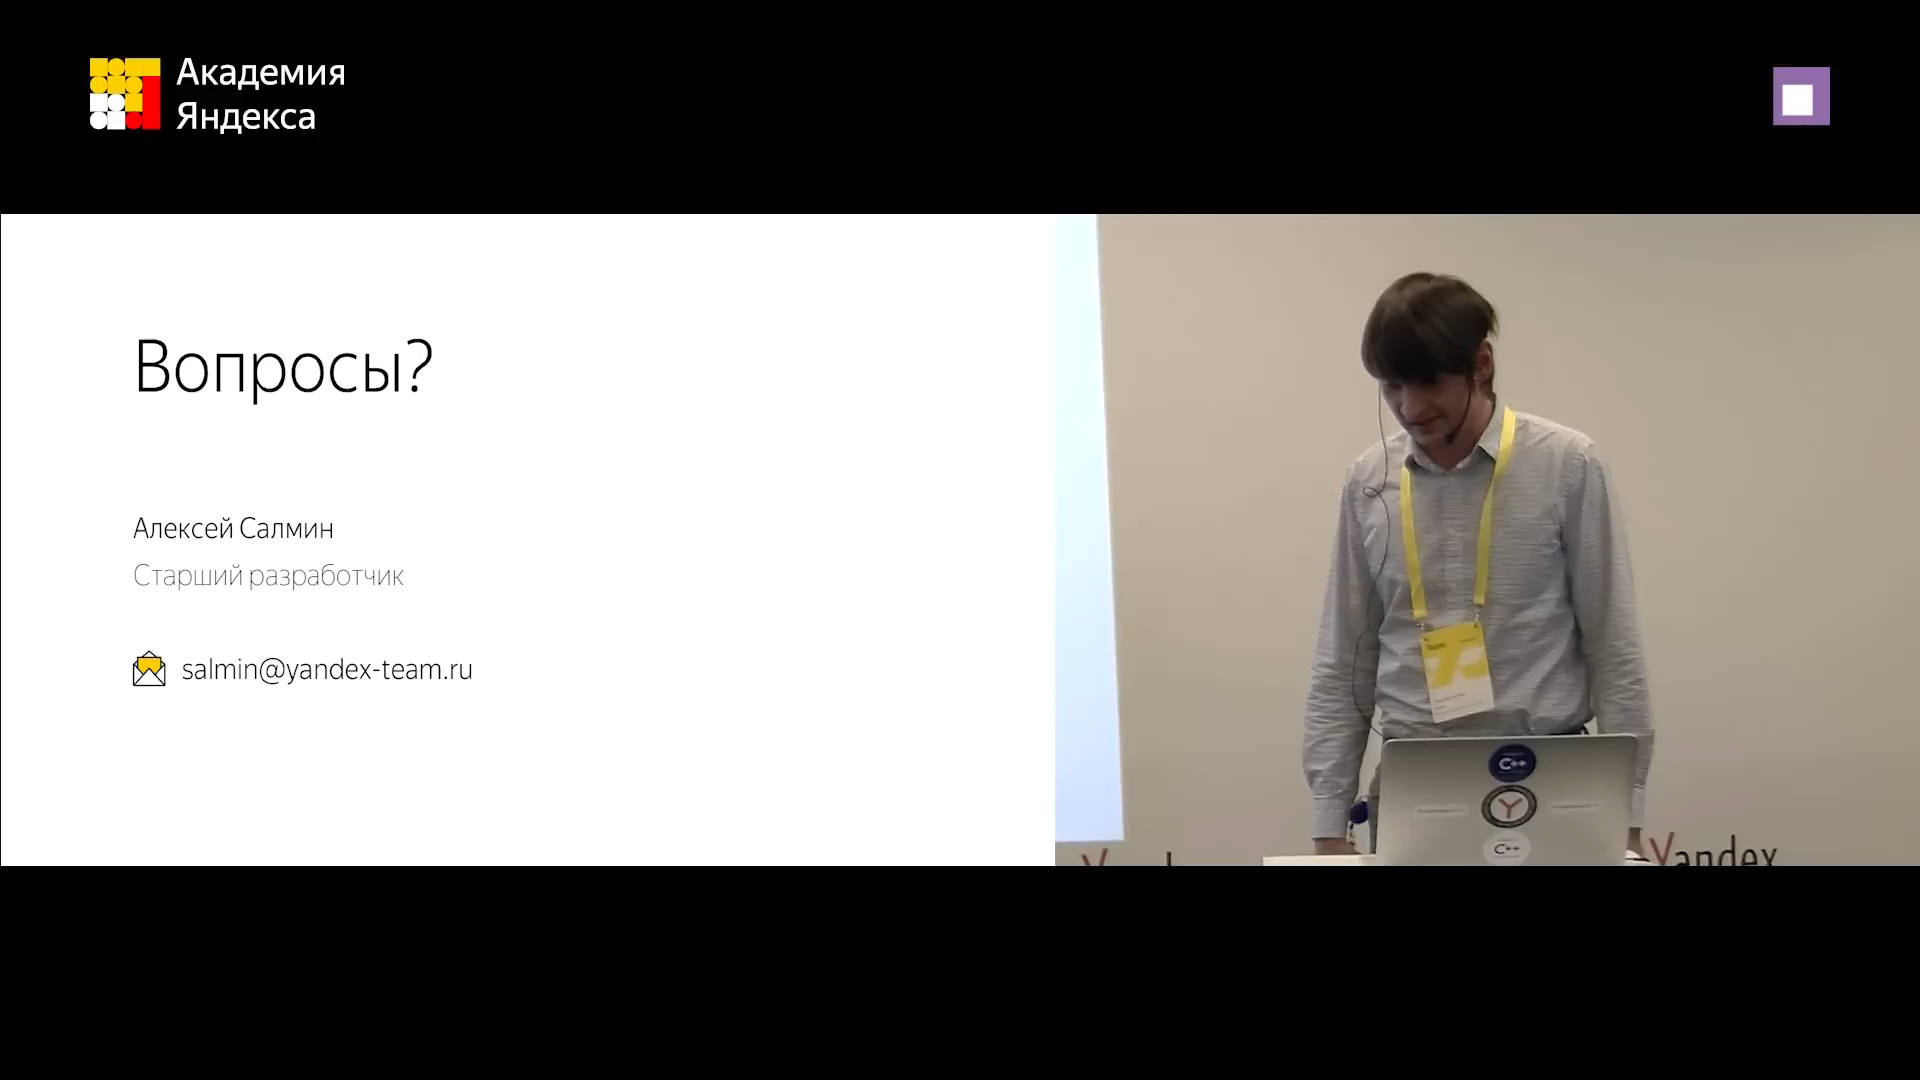 Академия
Яндекса
Вопросы?
Алексей Салмин
Старший разработчик
salmin@yandex-team.ru
C++
Y
C++
Yandex